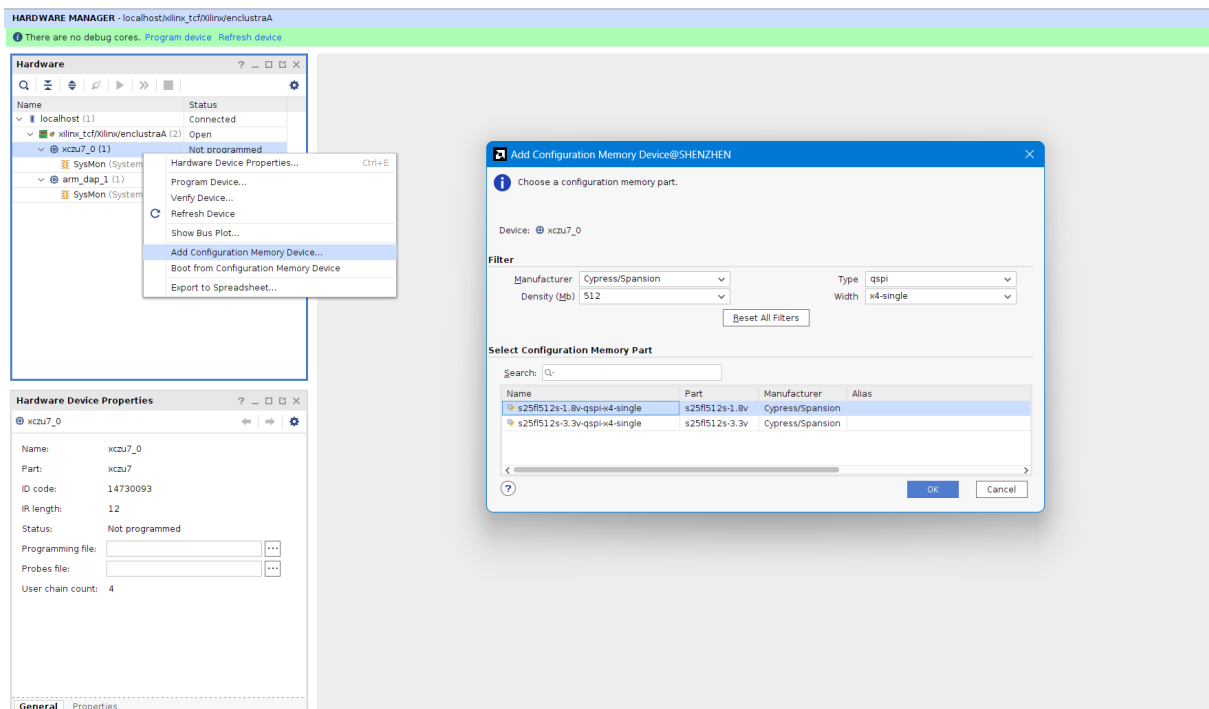 HARDWARE MANAGER - localhost/xilinx_tcf/Xilinx/enclustraA
There are no debug cores. Program device Refresh device
Hardware
Name Status
localhost (1) Connected
xilinx_tcf/Xilinx/enclustraA (2) Open
xczu7_0 (1) Not programmed
SysMon (System
arm_dap_1 (1)
SysMon (System
Hardware Device Properties... Ctrl+E
Program Device...
Verify Device...
Refresh Device
Show Bus Plot...
Add Configuration Memory Device...
Boot from Configuration Memory Device
Export to Spreadsheet...
Hardware Device Properties
xczu7_0
Name: xczu7_0
Part: xczu7
ID code: 14730093
IR length: 12
Status: Not programmed
Programming file:
Probes file:
User chain count: 4
General Properties
Add Configuration Memory Device@SHENZHEN
Choose a configuration memory part.
Device: xczu7_0
Filter
Manufacturer Cypress/Spansion Type qspi
Density (Mb) 512 Width x4-single
Reset All Filters
Select Configuration Memory Part
Search:
Name Part Manufacturer Alias
s25fl512s-1.8v-qspi-x4-single s25fl512s-1.8v Cypress/Spansion
s25fl512s-3.3v-qspi-x4-single s25fl512s-3.3v Cypress/Spansion
OK Cancel